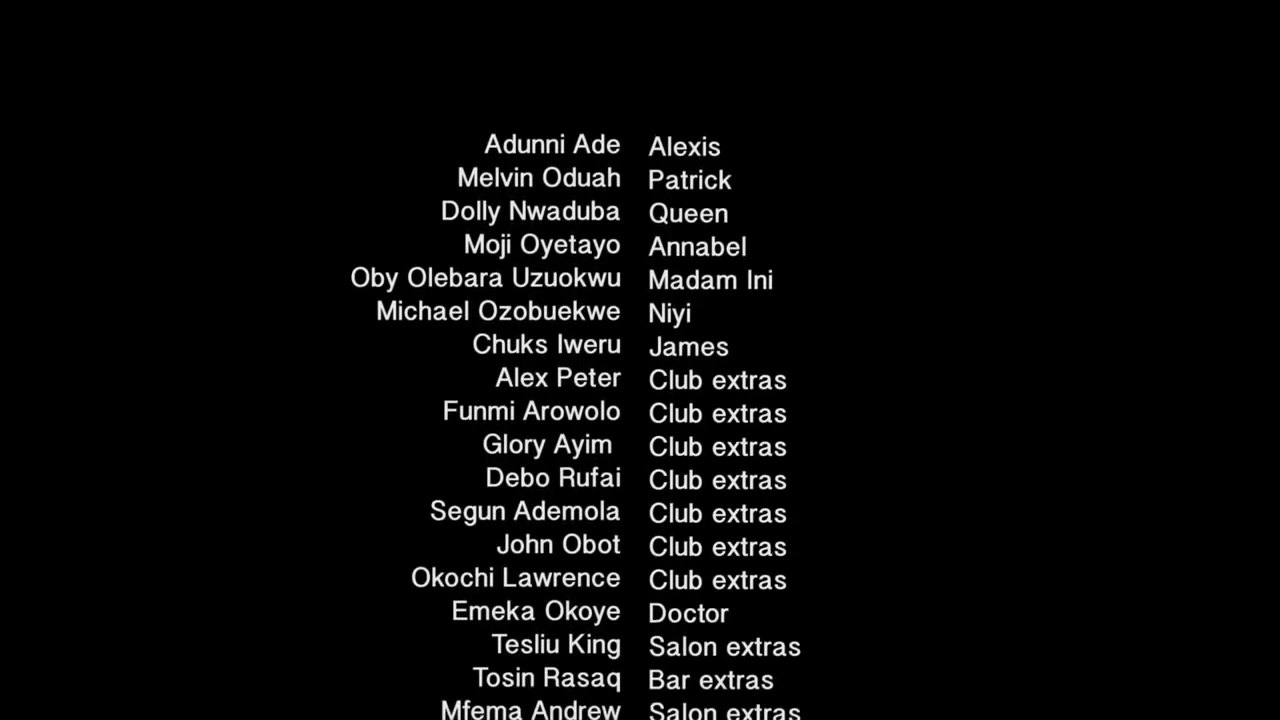 Adunni Ade Alexis
Melvin Oduah Patrick
Dolly Nwaduba Queen
Moji Oyetayo Annabel
Oby Olebara Uzuokwu Madam Ini
Michael Ozobuekwe Niyi
Chuks Iweru James
Alex Peter Club extras
Funmi Arowolo Club extras
Glory Ayim Club extras
Debo Rufai Club extras
Segun Ademola Club extras
John Obot Club extras
Okochi Lawrence Club extras
Emeka Okoye Doctor
Tesliu King Salon extras
Tosin Rasaq Bar extras
Mfema Andrew Salon extras